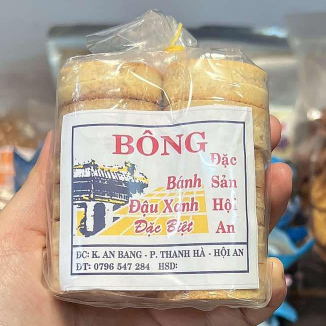 BÔNG
Đặc
Bánh Sản
Đậu Xanh Hội
Đặc Biệt An
ĐC: K. AN BANG - P. THANH HÀ - HỘI AN
ĐT: 0796 547 284 HSD: